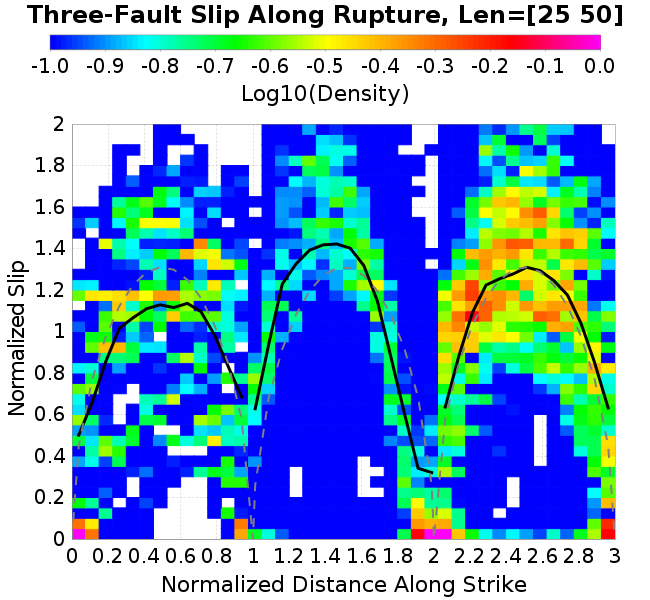 Three-Fault Slip Along Rupture, Len=[25 50]
-1.0 -0.9 -0.8 -0.7 -0.6 -0.5 -0.4 -0.3 -0.2 -0.1 0.0
Log10(Density)
2
1.8
1.6
1.4
1.2
1
0.8
0.6
0.4
0.2
0
Normalized Slip
0 0.2 0.4 0.6 0.8 1 1.2 1.4 1.6 1.8 2 2.2 2.4 2.6 2.8 3
Normalized Distance Along Strike